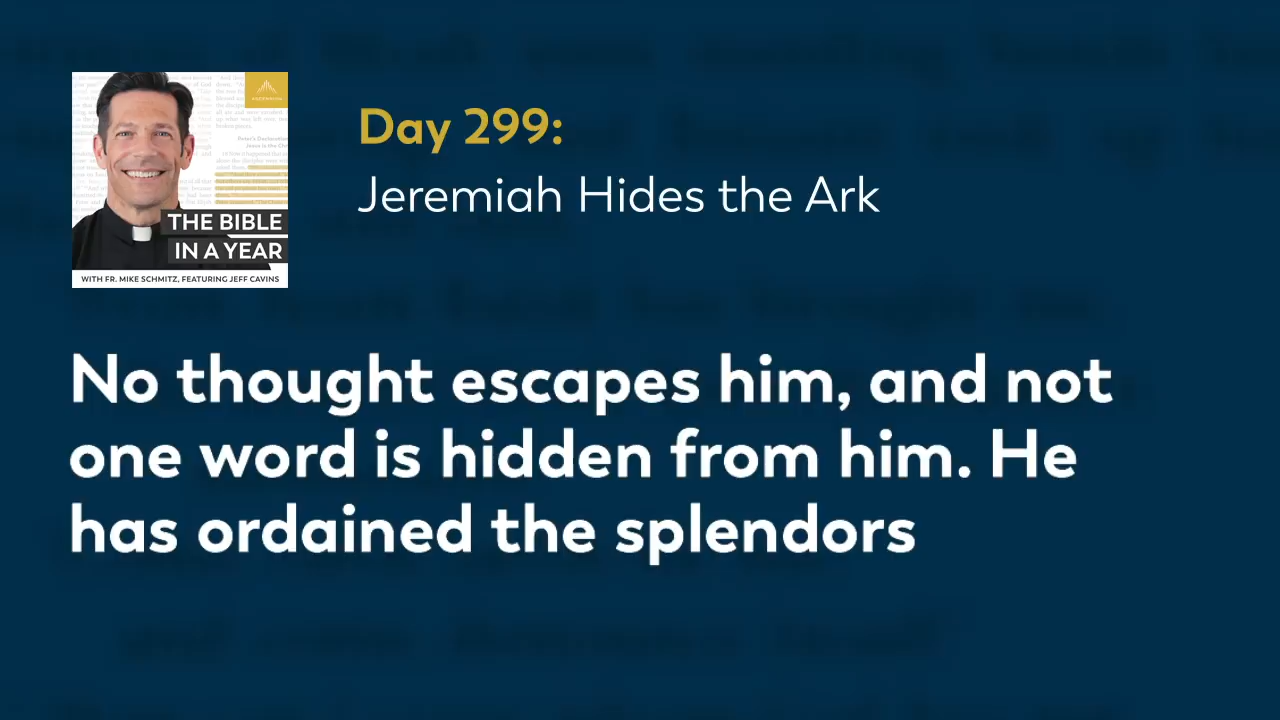 ASCENSION
THE BIBLE
IN A YEAR
WITH FR. MIKE SCHMITZ, FEATURING JEFF CAVINS
Day 299:
Jeremiah Hides the Ark
No thought escapes him, and not
one word is hidden from him. He
has ordained the splendors